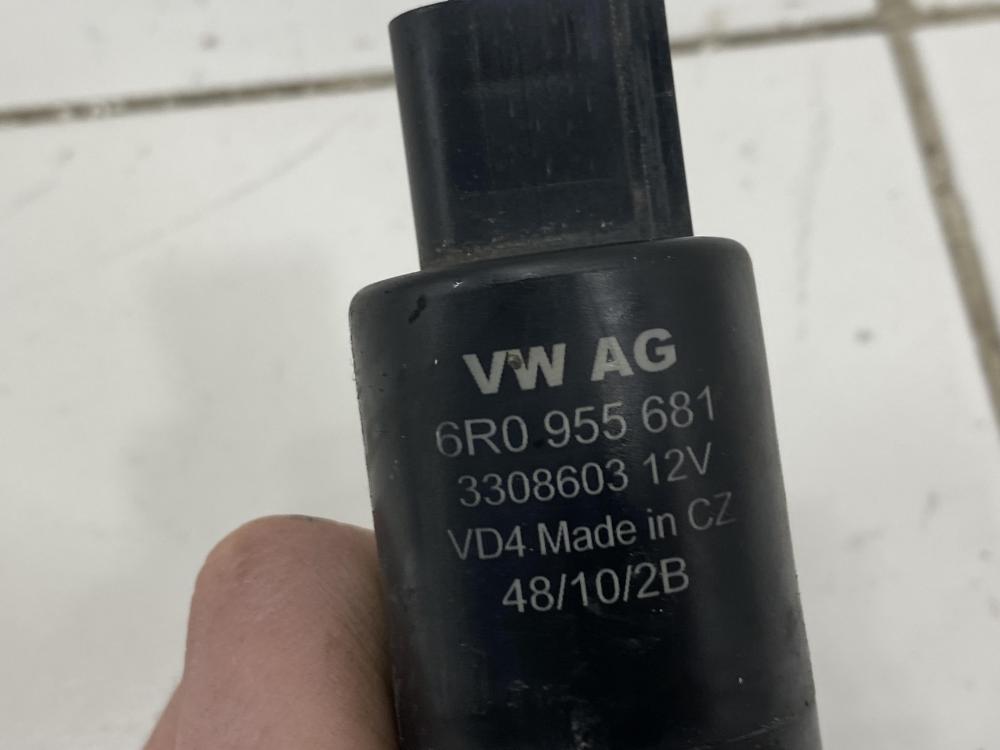 VW AG
6R0 955 681
3308603 12V
VD4 Made in CZ
48/10/2B